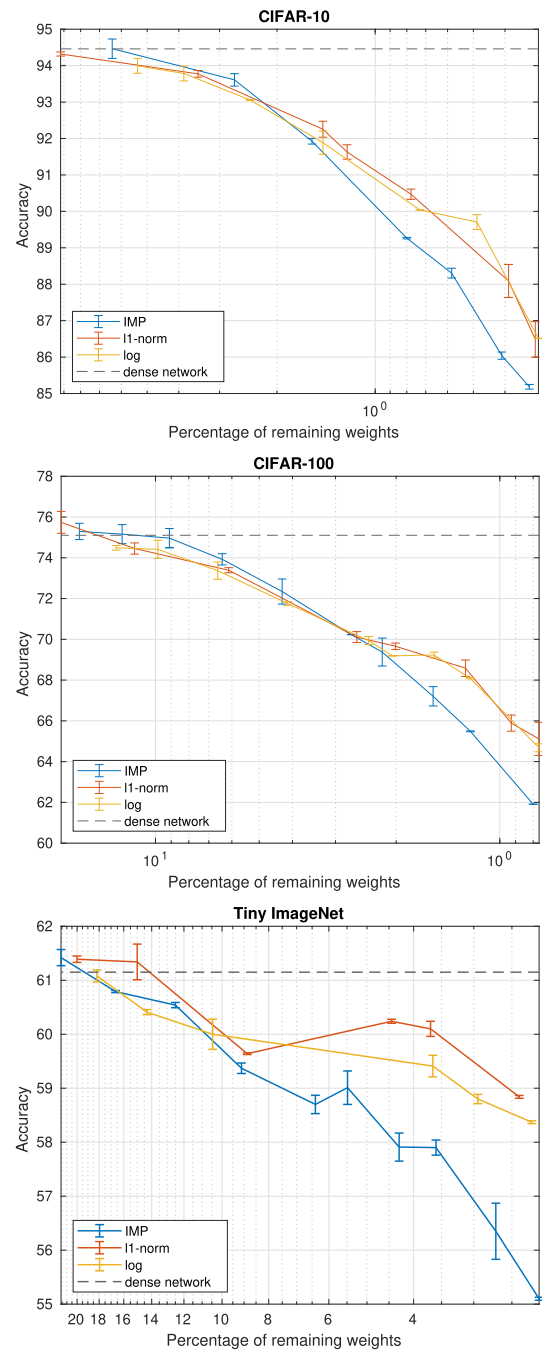 CIFAR-10
95
94
93
92
91
90
89
88
87
86
85
Accuracy
IMP
l1-norm
log
dense network
10^0
Percentage of remaining weights
CIFAR-100
78
76
74
72
70
68
66
64
62
60
Accuracy
IMP
l1-norm
log
dense network
10^1 10^0
Percentage of remaining weights
Tiny ImageNet
62
61
60
59
58
57
56
55
Accuracy
IMP
l1-norm
log
dense network
20 18 16 14 12 10 8 6 4
Percentage of remaining weights